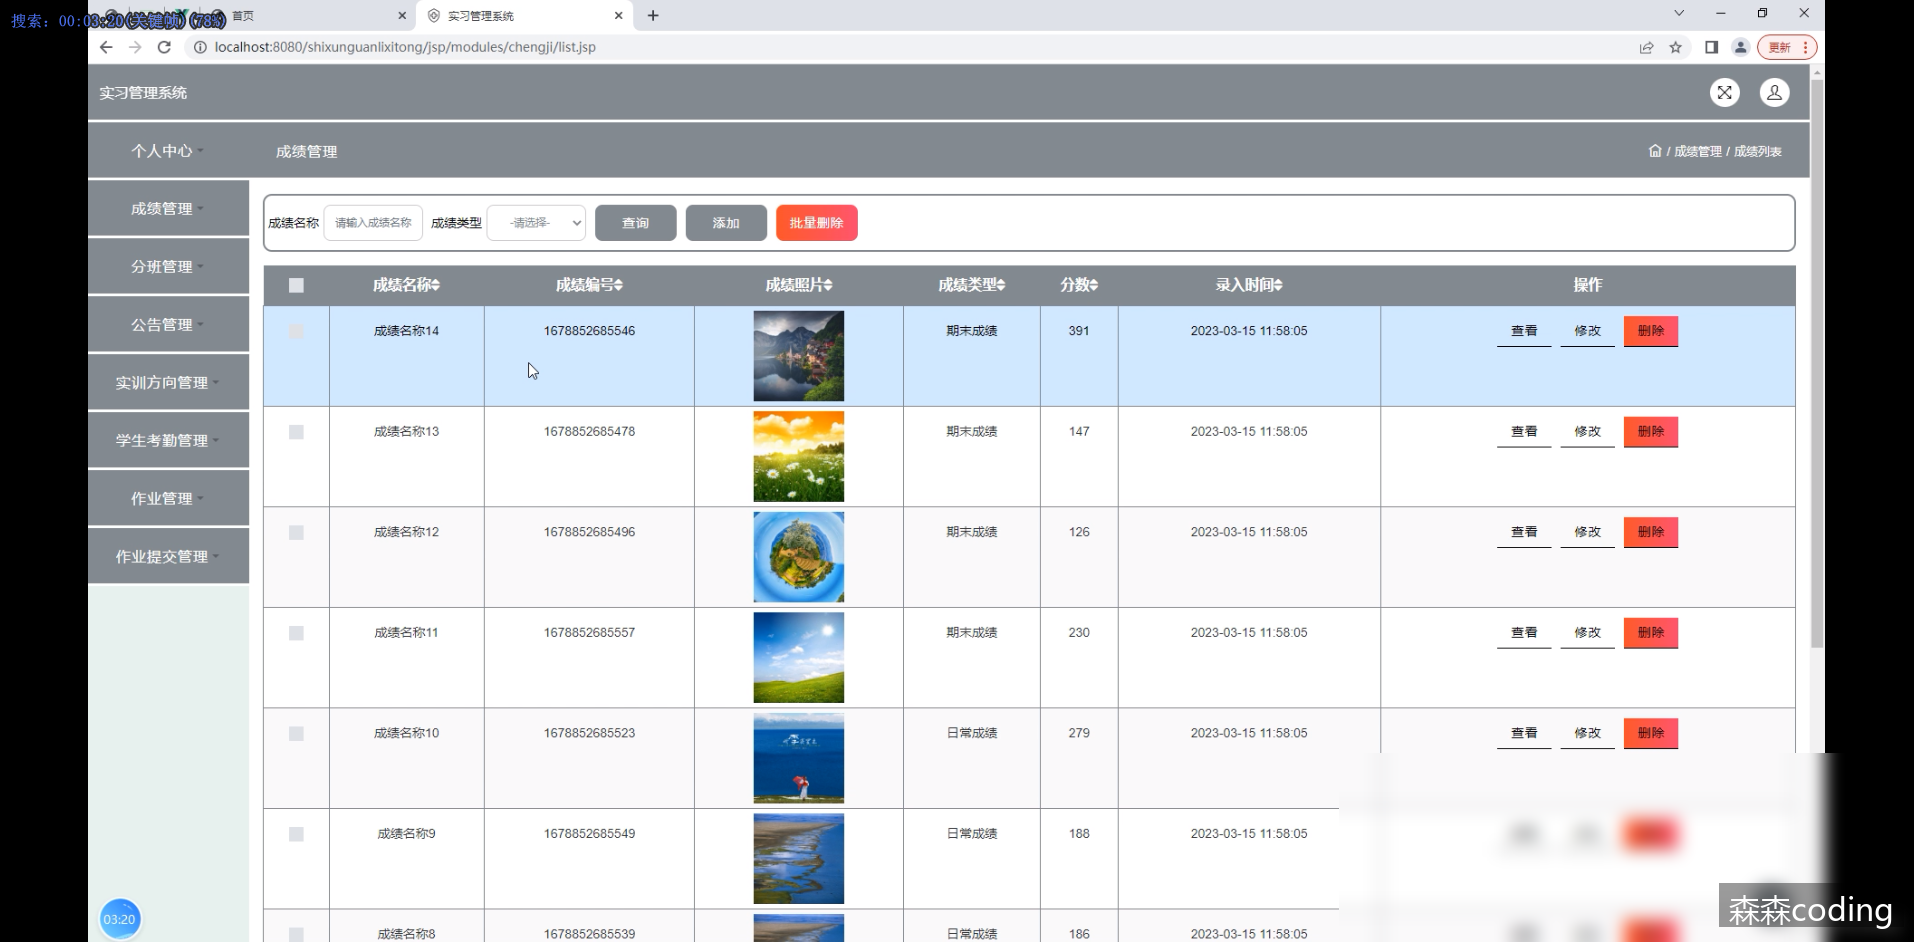 搜索: 00:03:20(关键帧)(78%)
首页
实习管理系统
localhost:8080/shixunguanlixitong/jsp/modules/chengji/list.jsp
更新
实习管理系统
个人中心
成绩管理
/ 成绩管理 / 成绩列表
成绩管理
分班管理
公告管理
实训方向管理
学生考勤管理
作业管理
作业提交管理
成绩名称 请输入成绩名称 成绩类型 -请选择- 查询 添加 批量删除
成绩名称 成绩编号 成绩照片 成绩类型 分数 录入时间 操作
成绩名称14 1678852685546 期末成绩 391 2023-03-15 11:58:05 查看 修改 删除
成绩名称13 1678852685478 期末成绩 147 2023-03-15 11:58:05 查看 修改 删除
成绩名称12 1678852685496 期末成绩 126 2023-03-15 11:58:05 查看 修改 删除
成绩名称11 1678852685557 期末成绩 230 2023-03-15 11:58:05 查看 修改 删除
成绩名称10 1678852685523 日常成绩 279 2023-03-15 11:58:05 查看 修改 删除
成绩名称9 1678852685549 日常成绩 188 2023-03-15 11:58:05
成绩名称8 1678852685539 日常成绩 186 2023-03-15 11:58:05
03:20
森森coding